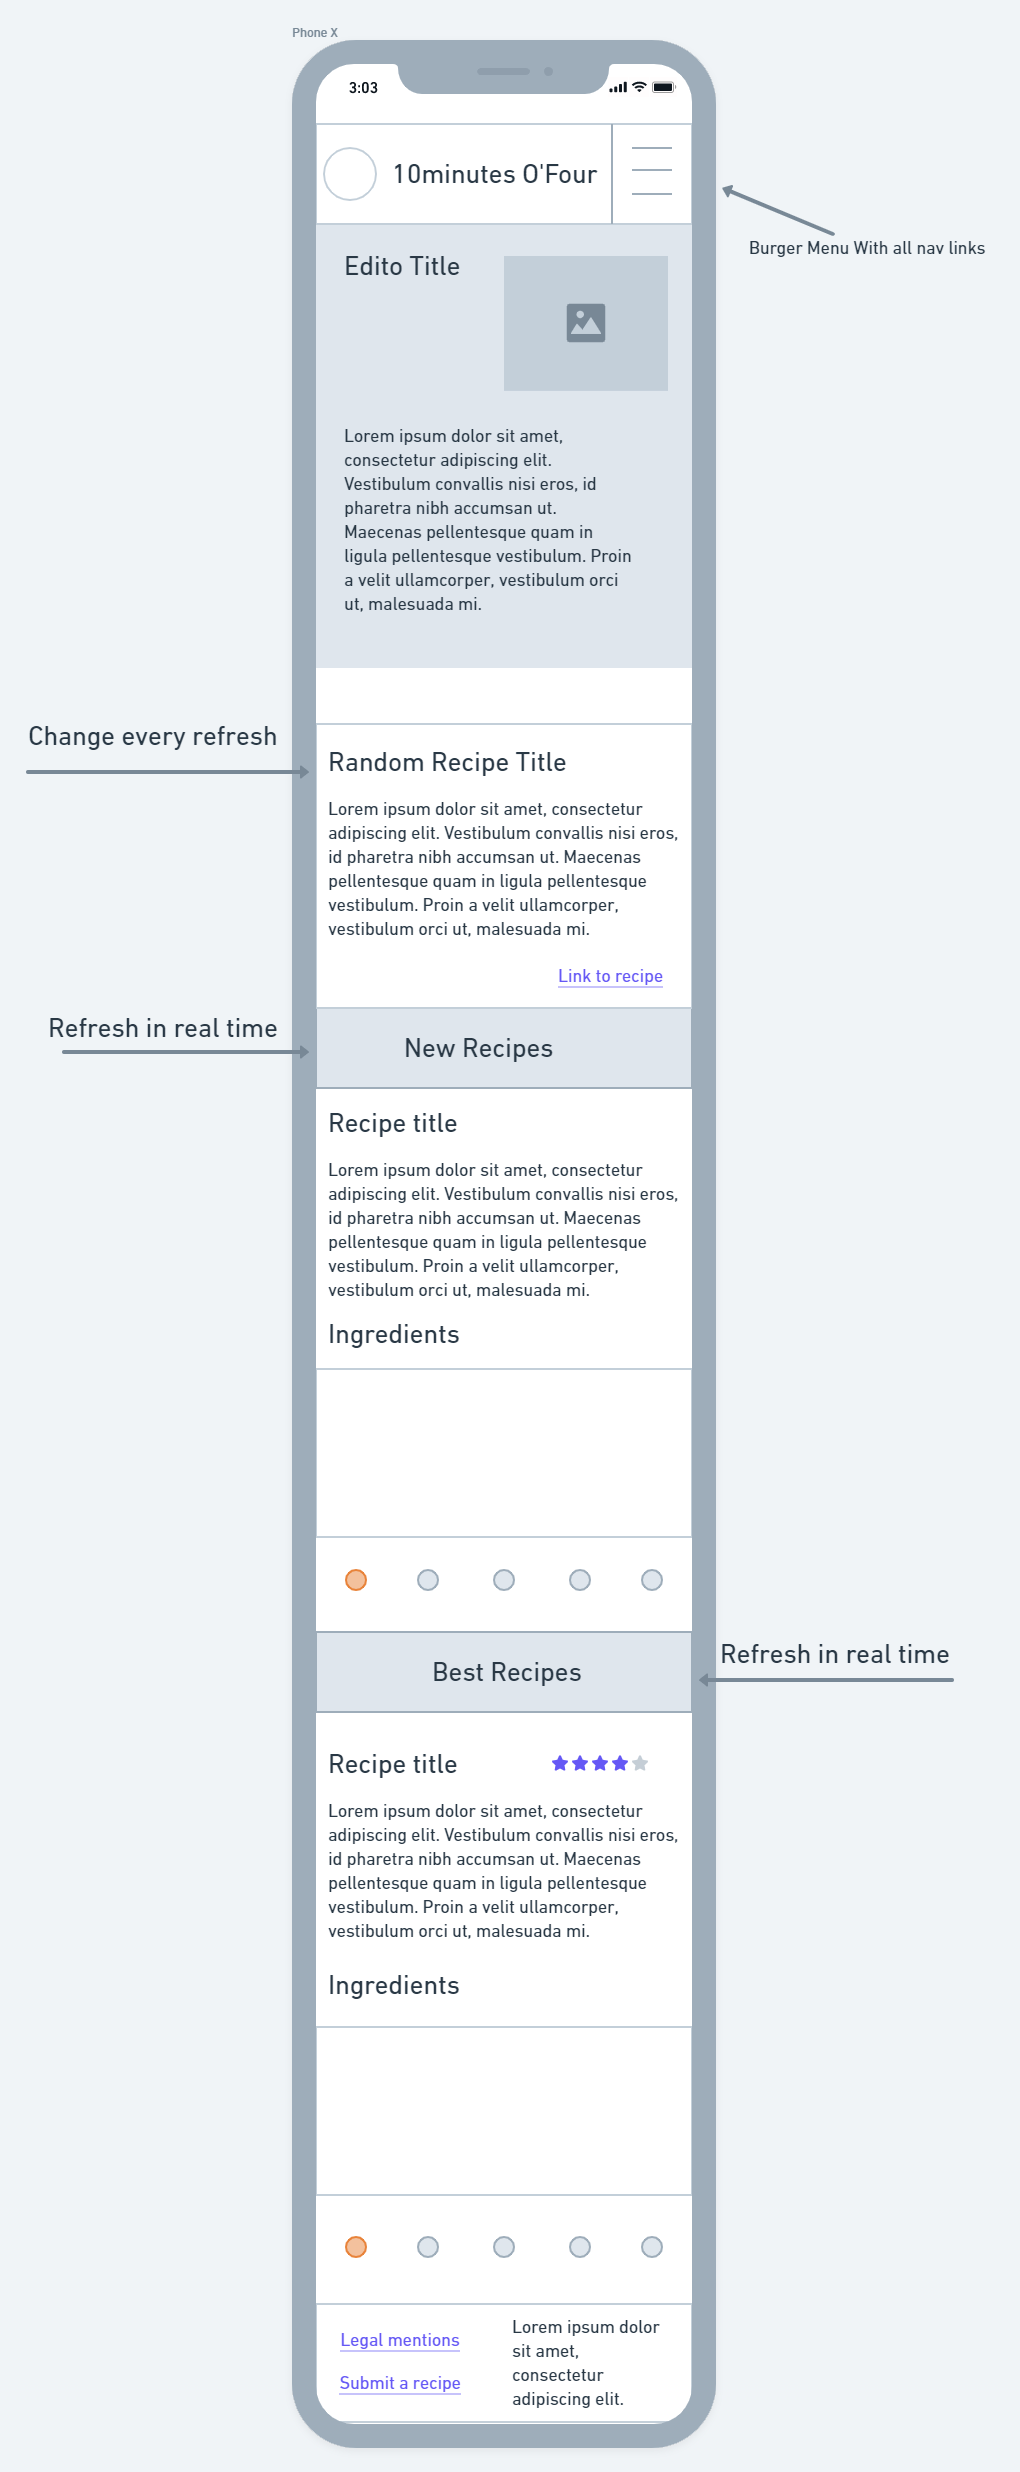 Phone X
3:03
10minutes O'Four
Burger Menu With all nav links
Edito Title
Lorem ipsum dolor sit amet,
consectetur adipiscing elit.
Vestibulum convallis nisi eros, id
pharetra nibh accumsan ut.
Maecenas pellentesque quam in
ligula pellentesque vestibulum. Proin
a velit ullamcorper, vestibulum orci
ut, malesuada mi.
Change every refresh
Random Recipe Title
Lorem ipsum dolor sit amet, consectetur
adipiscing elit. Vestibulum convallis nisi eros,
id pharetra nibh accumsan ut. Maecenas
pellentesque quam in ligula pellentesque
vestibulum. Proin a velit ullamcorper,
vestibulum orci ut, malesuada mi.
Link to recipe
Refresh in real time
New Recipes
Recipe title
Lorem ipsum dolor sit amet, consectetur
adipiscing elit. Vestibulum convallis nisi eros,
id pharetra nibh accumsan ut. Maecenas
pellentesque quam in ligula pellentesque
vestibulum. Proin a velit ullamcorper,
vestibulum orci ut, malesuada mi.
Ingredients
Best Recipes
Refresh in real time
Recipe title
Lorem ipsum dolor sit amet, consectetur
adipiscing elit. Vestibulum convallis nisi eros,
id pharetra nibh accumsan ut. Maecenas
pellentesque quam in ligula pellentesque
vestibulum. Proin a velit ullamcorper,
vestibulum orci ut, malesuada mi.
Ingredients
Legal mentions
Submit a recipe
Lorem ipsum dolor
sit amet,
consectetur
adipiscing elit.